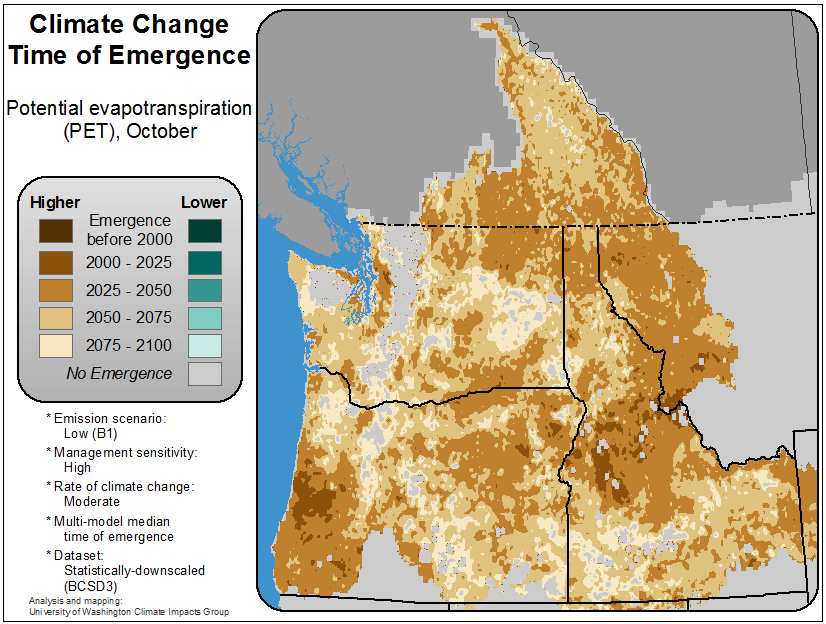 Climate Change
Time of Emergence
Potential evapotranspiration
(PET), October
Higher
Lower
Emergence
before 2000
2000 - 2025
2025 - 2050
2050 - 2075
2075 - 2100
No Emergence
* Emission scenario:
Low (B1)
* Management sensitivity:
High
* Rate of climate change:
Moderate
* Multi-model median
time of emergence
* Dataset:
Statistically-downscaled
(BCSD3)
Analysis and mapping:
University of Washington Climate Impacts Group